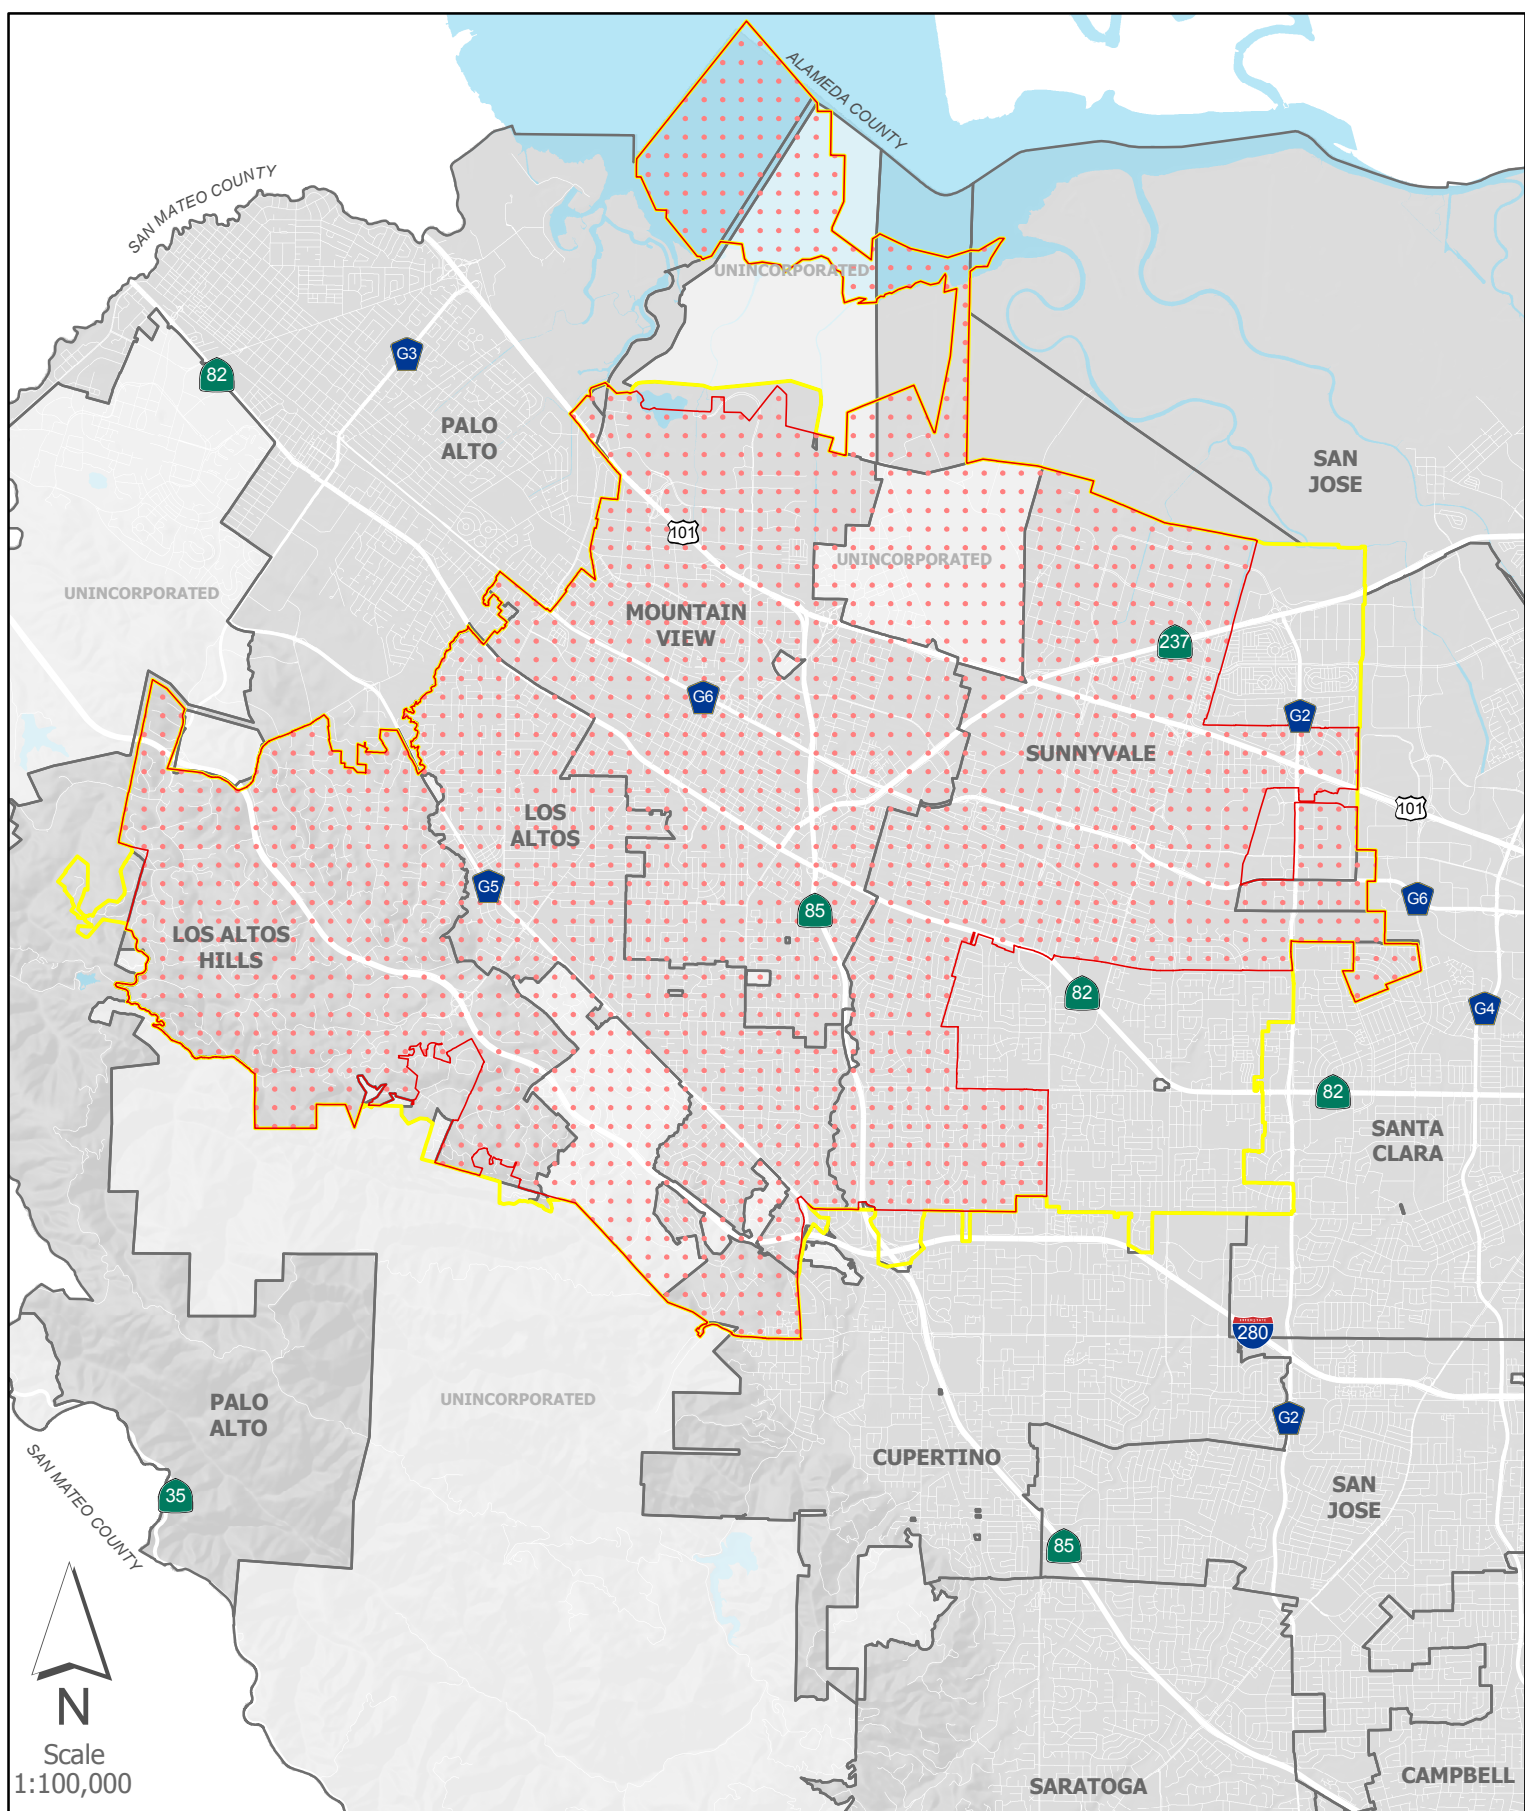 ALAMEDA COUNTY
SAN MATEO COUNTY
UNINCORPORATED
G3
82
PALO
ALTO
SAN
JOSE
101
UNINCORPORATED
UNINCORPORATED
MOUNTAIN
VIEW
237
G6
G2
SUNNYVALE
LOS
ALTOS
101
G5
G6
85
LOS ALTOS
HILLS
82
G4
82
SANTA
CLARA
280
UNINCORPORATED
PALO
ALTO
G2
CUPERTINO
SAN MATEO COUNTY
35
SAN
JOSE
85
N
Scale
1:100,000
SARATOGA
CAMPBELL